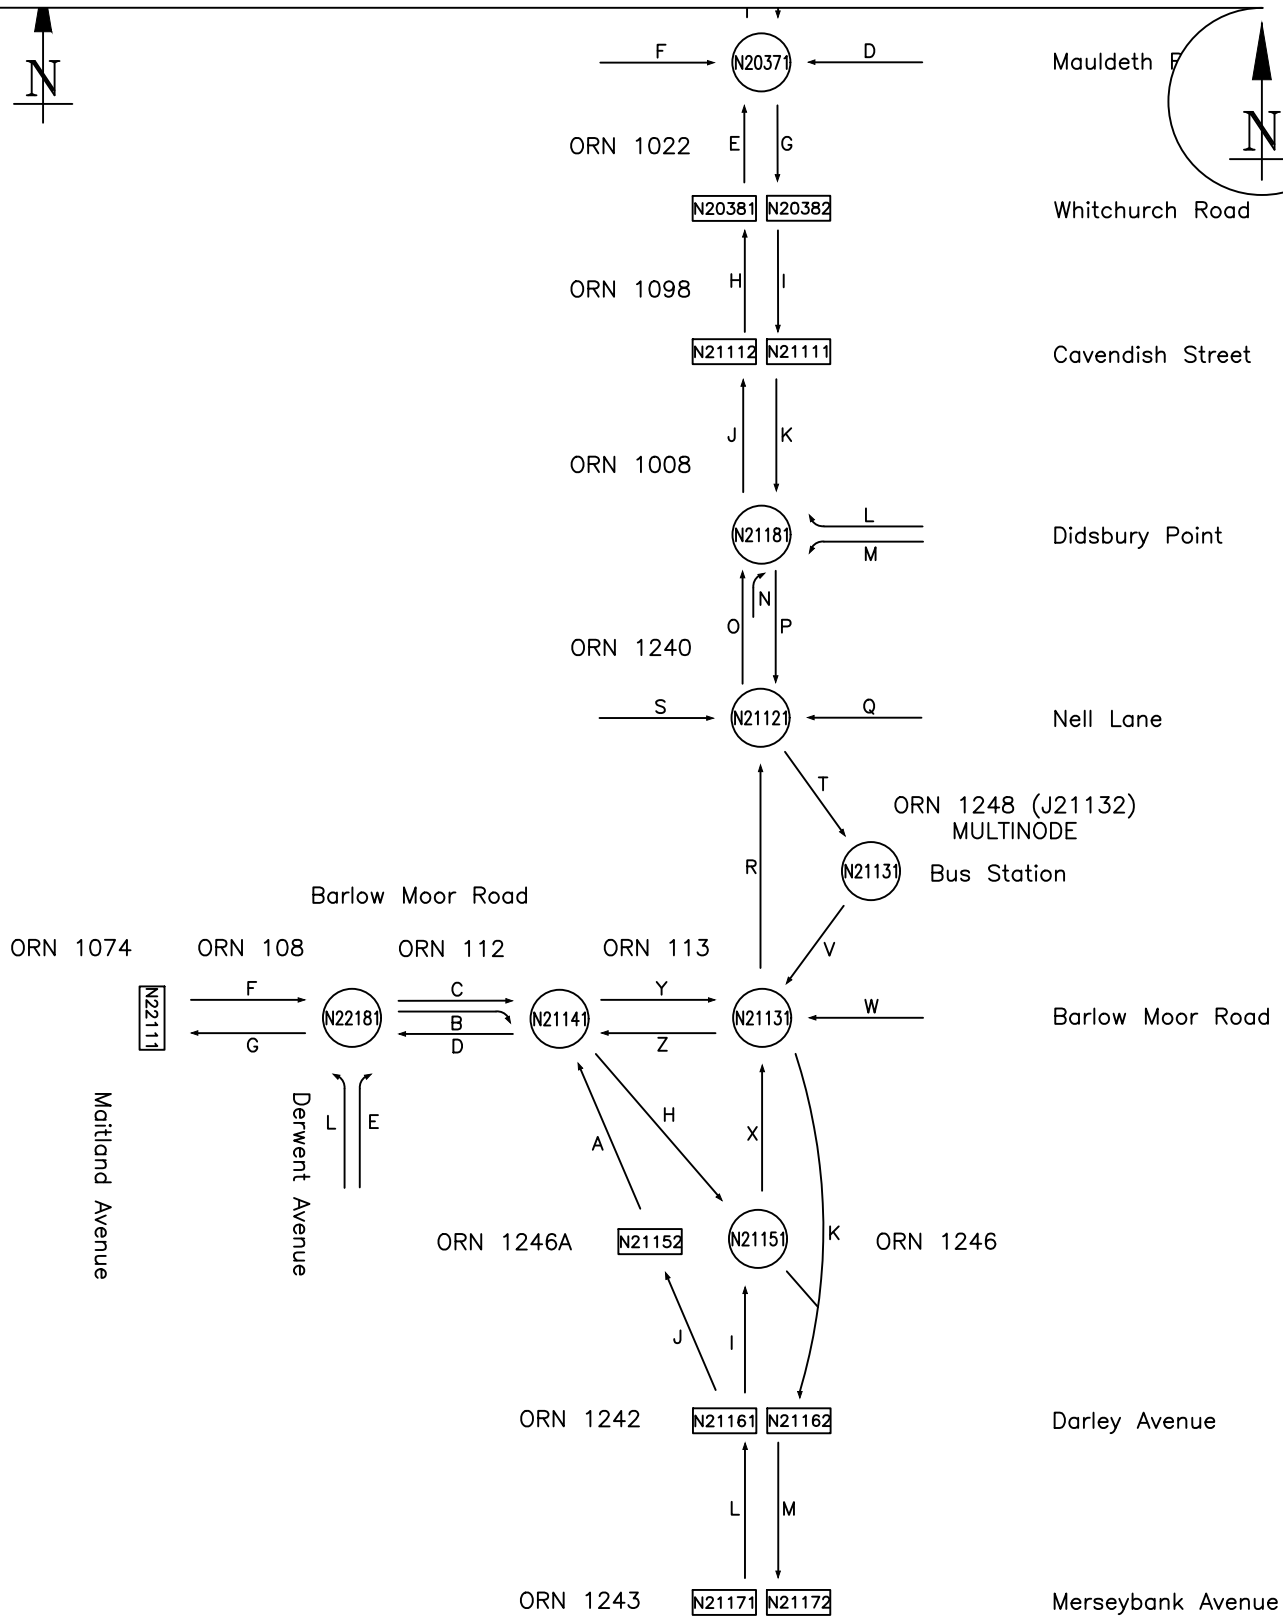 N
N
F
N20371
D
Mauldeth
ORN 1022
E
G
N20381
N20382
Whitchurch Road
ORN 1098
H
I
N21112
N21111
Cavendish Street
ORN 1008
J
K
L
N21181
Didsbury Point
M
N
O
P
ORN 1240
S
N21121
Q
Nell Lane
T
ORN 1248 (J21132)
MULTINODE
R
N21131
Bus Station
Barlow Moor Road
ORN 1074
ORN 108
ORN 112
ORN 113
V
N22111
F
G
N22181
C
B
D
N21141
Y
Z
N21131
W
Barlow Moor Road
Maitland Avenue
Derwent Avenue
L
E
A
H
X
K
ORN 1246A
N21152
N21151
ORN 1246
J
I
ORN 1242
N21161
N21162
Darley Avenue
L
M
ORN 1243
N21171
N21172
Merseybank Avenue